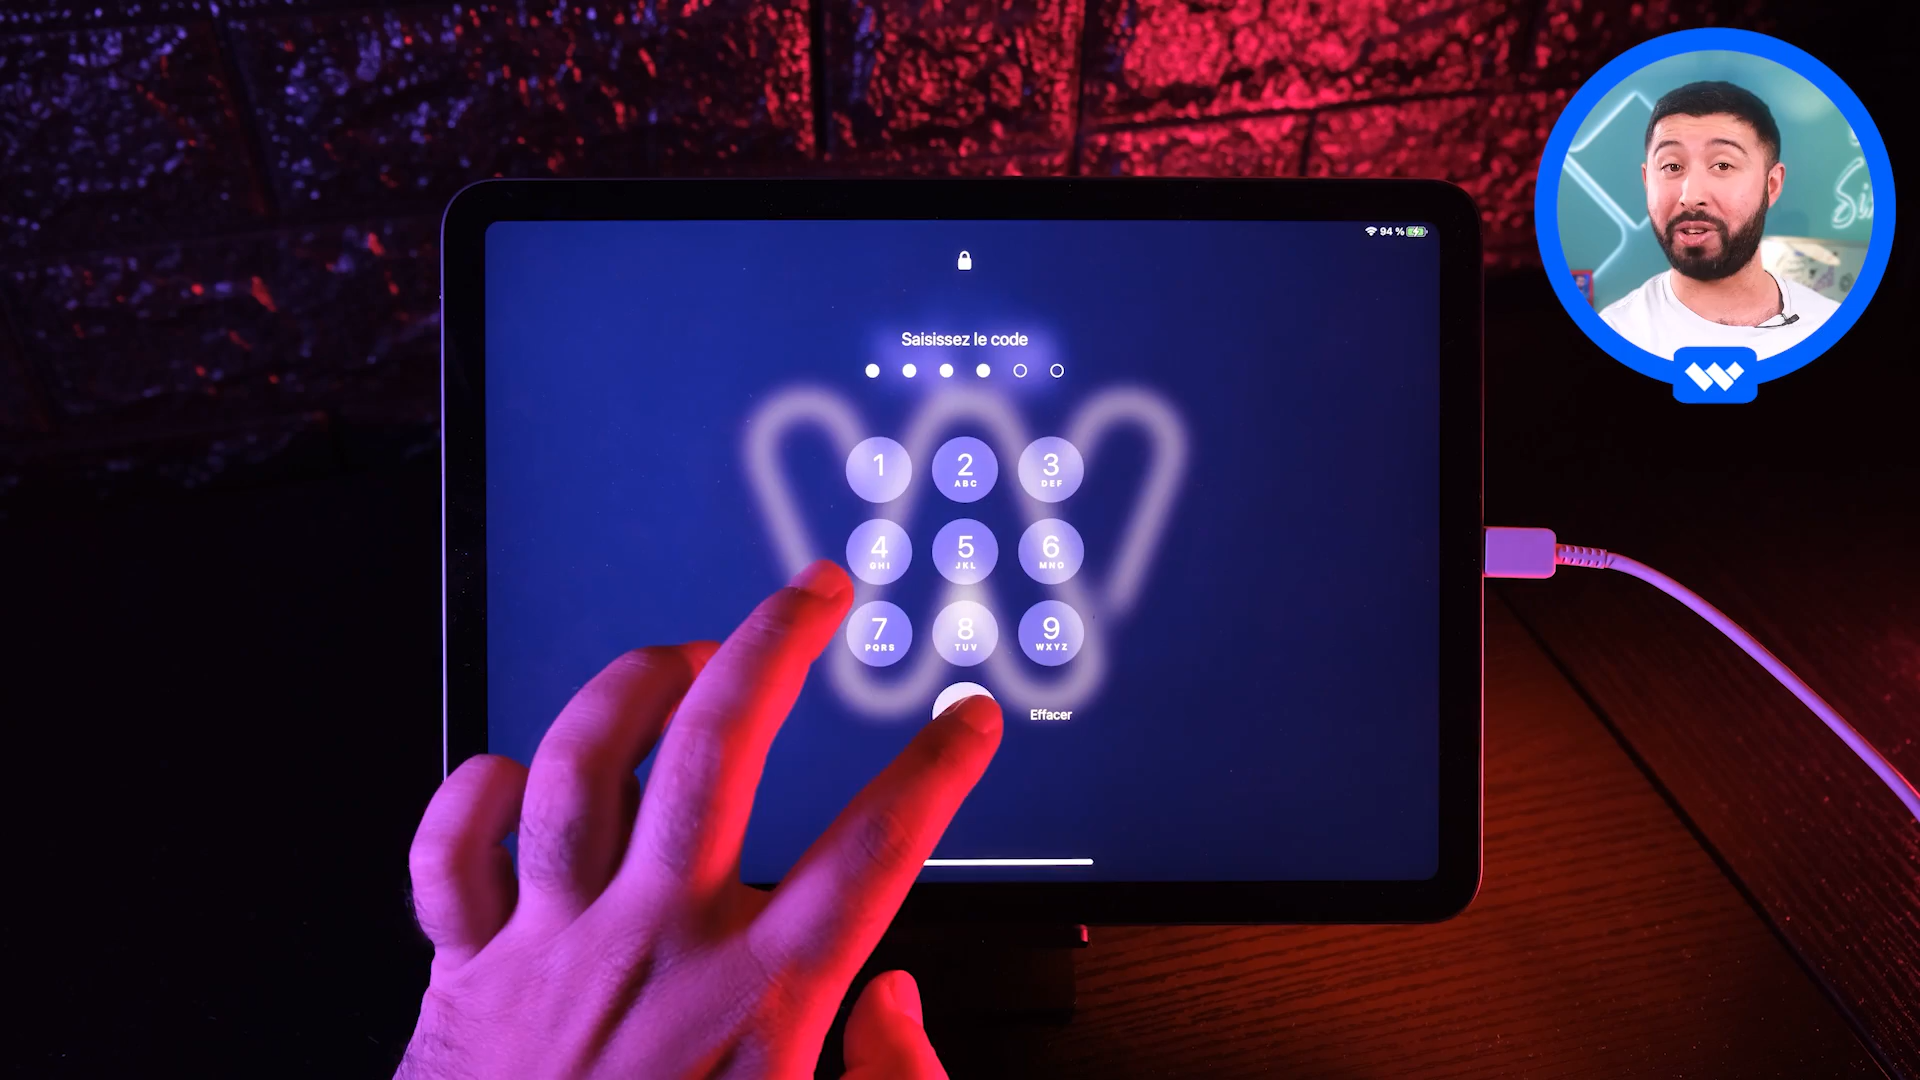 94 %
Saisissez le code
1
2
ABC
3
DEF
4
GHI
5
JKL
6
MNO
7
PQRS
8
TUV
9
WXYZ
Effacer